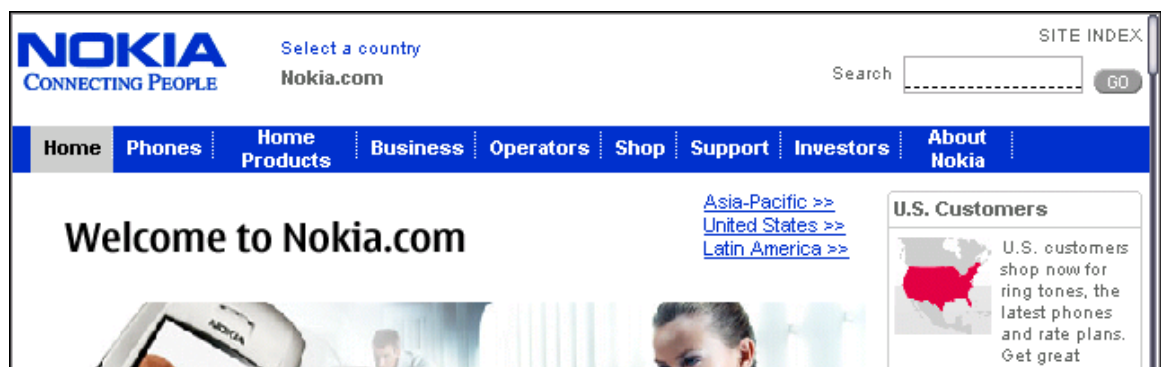 NOKIA
CONNECTING PEOPLE
Select a country
Nokia.com
SITE INDEX
Search
GO
Home
Phones
Home
Products
Business
Operators
Shop
Support
Investors
About
Nokia
Welcome to Nokia.com
Asia-Pacific >>
United States >>
Latin America >>
U.S. Customers
U.S. customers
shop now for
ring tones, the
latest phones
and rate plans.
Get great
NOKIA